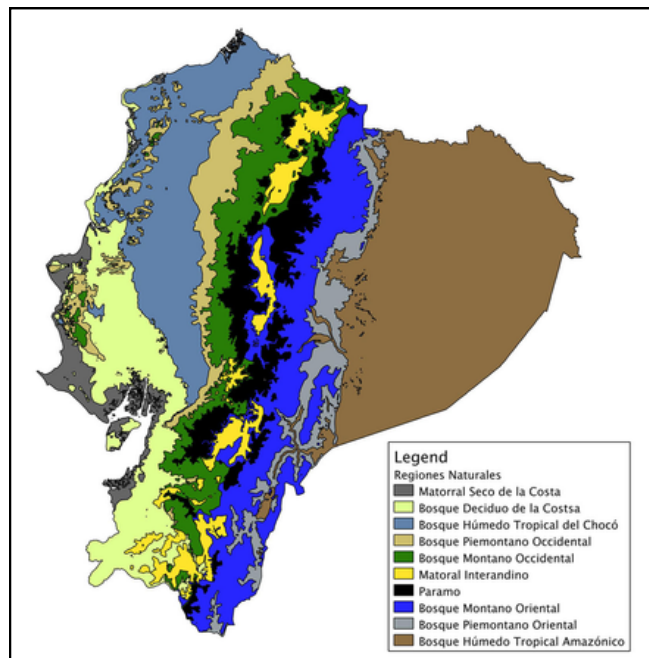 Legend
Regiones Naturales
Matorral Seco de la Costa
Bosque Deciduo de la Costsa
Bosque Húmedo Tropical del Chocó
Bosque Piemontano Occidental
Bosque Montano Occidental
Matoral Interandino
Paramo
Bosque Montano Oriental
Bosque Piemontano Oriental
Bosque Húmedo Tropical Amazónico